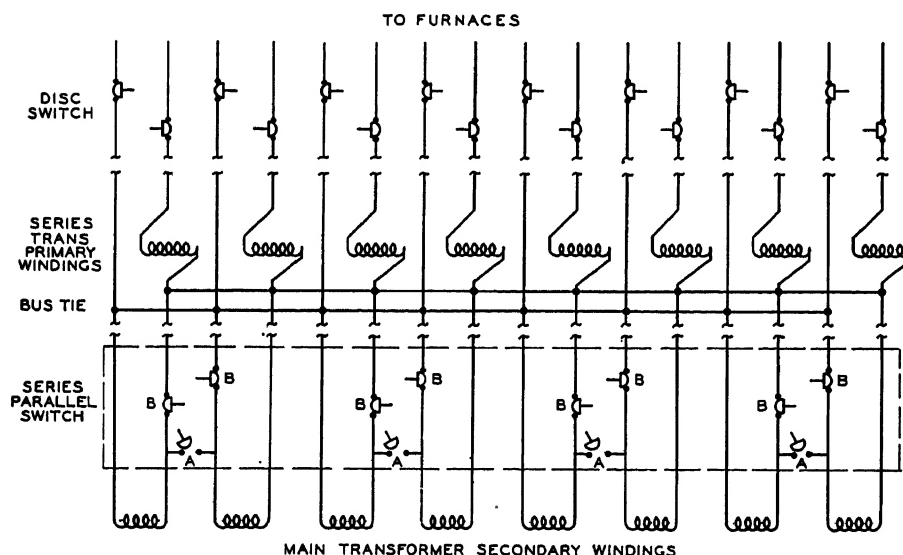 TO FURNACES
DISC
SWITCH
SERIES
TRANS
PRIMARY
WINDINGS
BUS TIE
SERIES
PARALLEL
SWITCH
B
B
B
B
B
B
B
B
A
A
A
A
MAIN TRANSFORMER SECONDARY WINDINGS